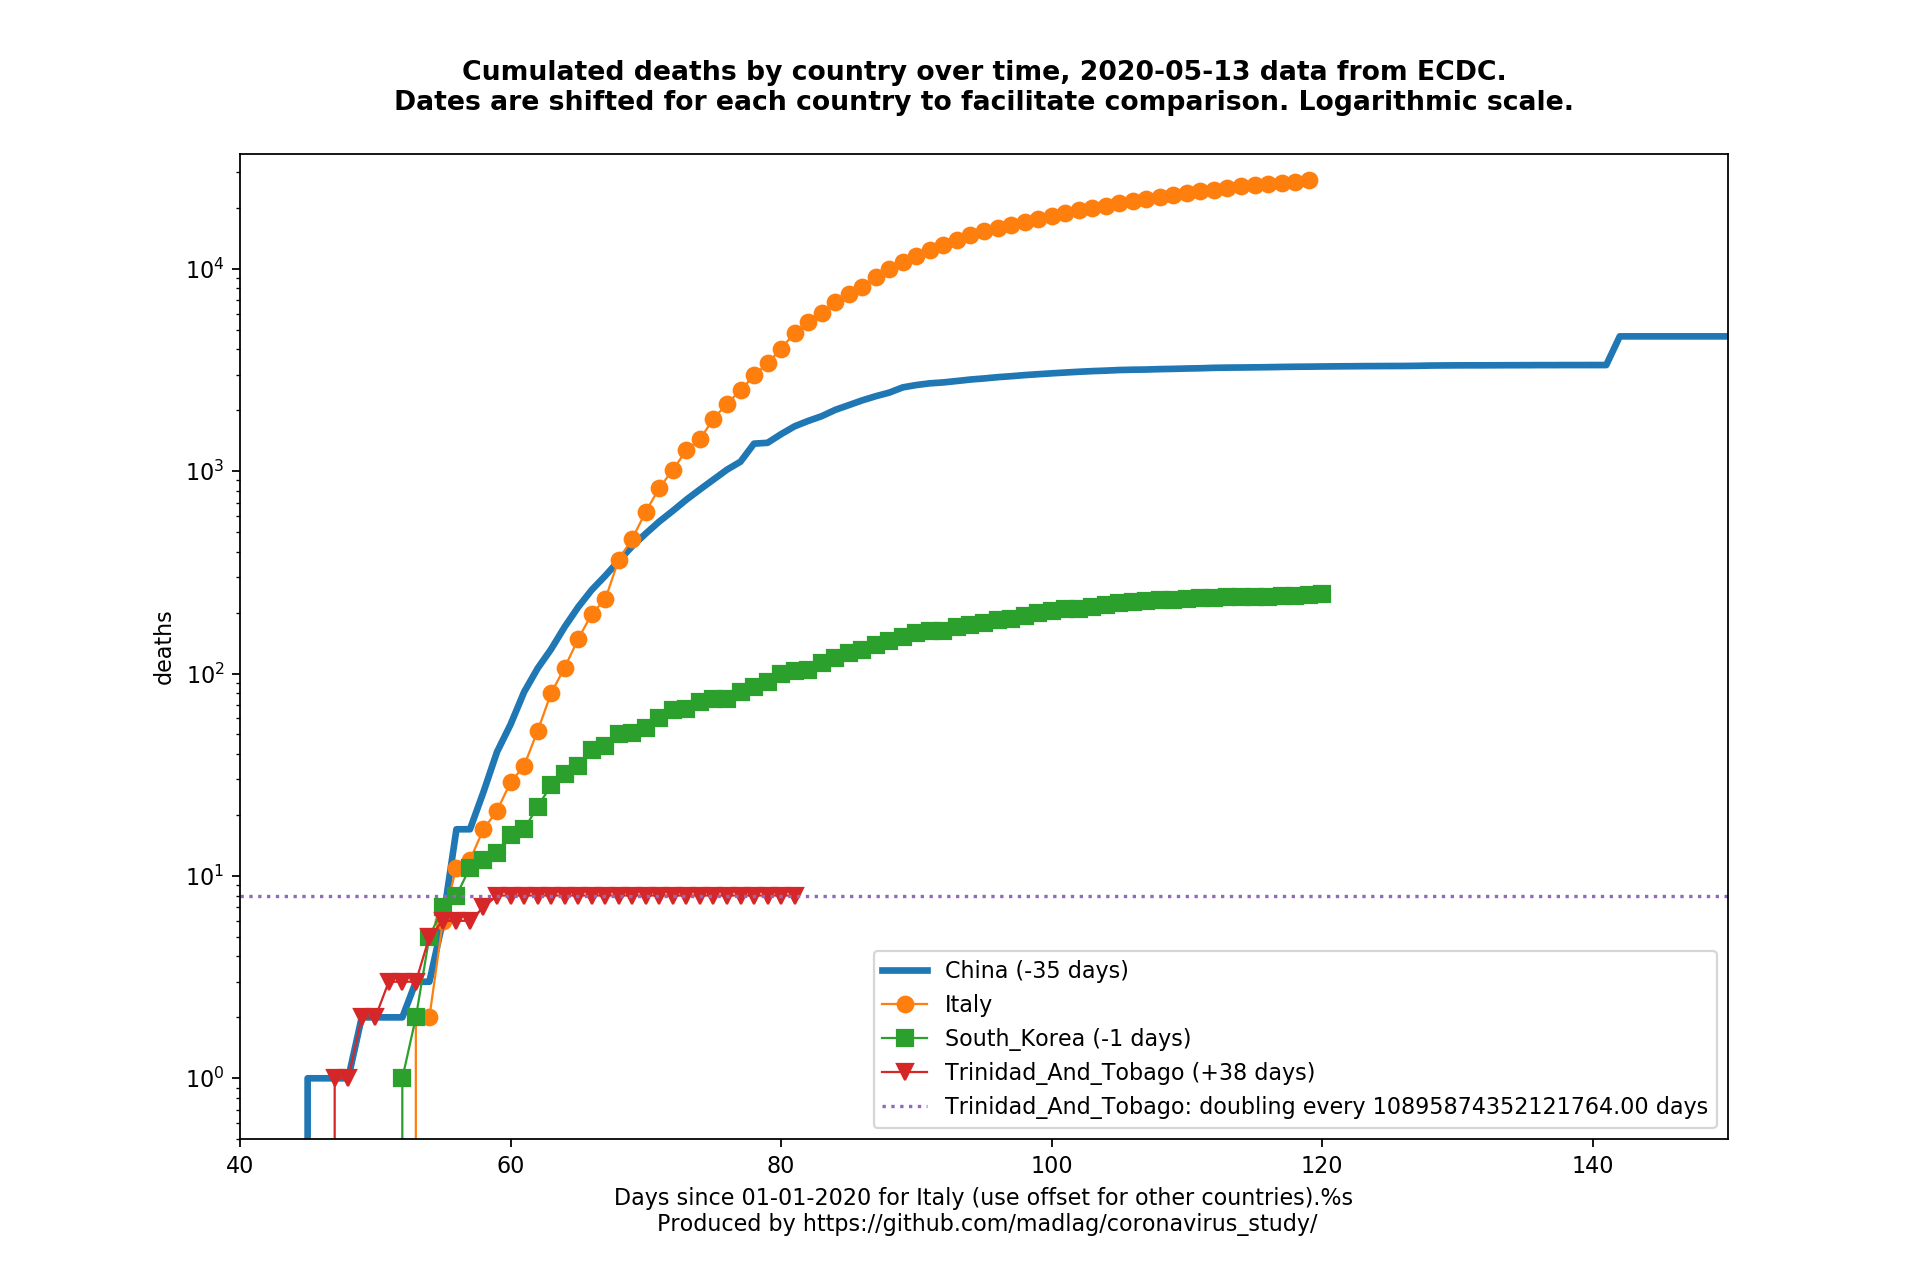 Cumulated deaths by country over time, 2020-05-13 data from ECDC.
Dates are shifted for each country to facilitate comparison. Logarithmic scale.
deaths
10^4
10^3
10^2
10^1
10^0
China (-35 days)
Italy
South_Korea (-1 days)
Trinidad_And_Tobago (+38 days)
Trinidad_And_Tobago: doubling every 10895874352121764.00 days
40 60 80 100 120 140
Days since 01-01-2020 for Italy (use offset for other countries).%s
Produced by https://github.com/madlag/coronavirus_study/